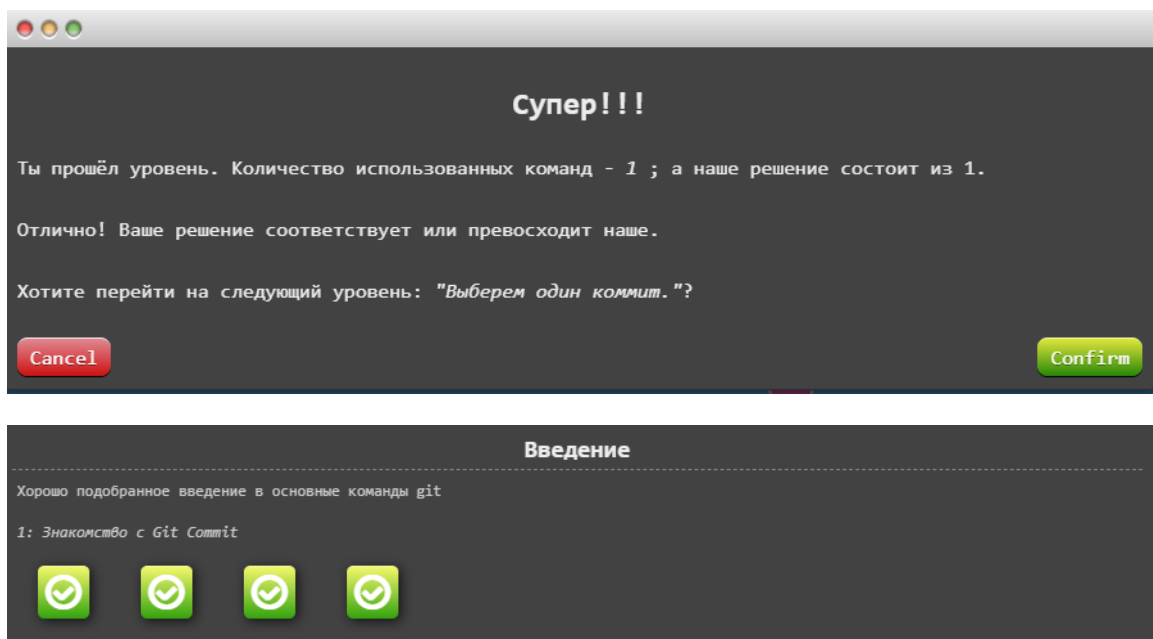 Супер!!!
Ты прошёл уровень. Количество использованных команд - 1 ; а наше решение состоит из 1.
Отлично! Ваше решение соответствует или превосходит наше.
Хотите перейти на следующий уровень: "Выберем один коммит."?
Cancel
Confirm
Введение
Хорошо подобранное введение в основные команды git
1: Знакомство с Git Commit